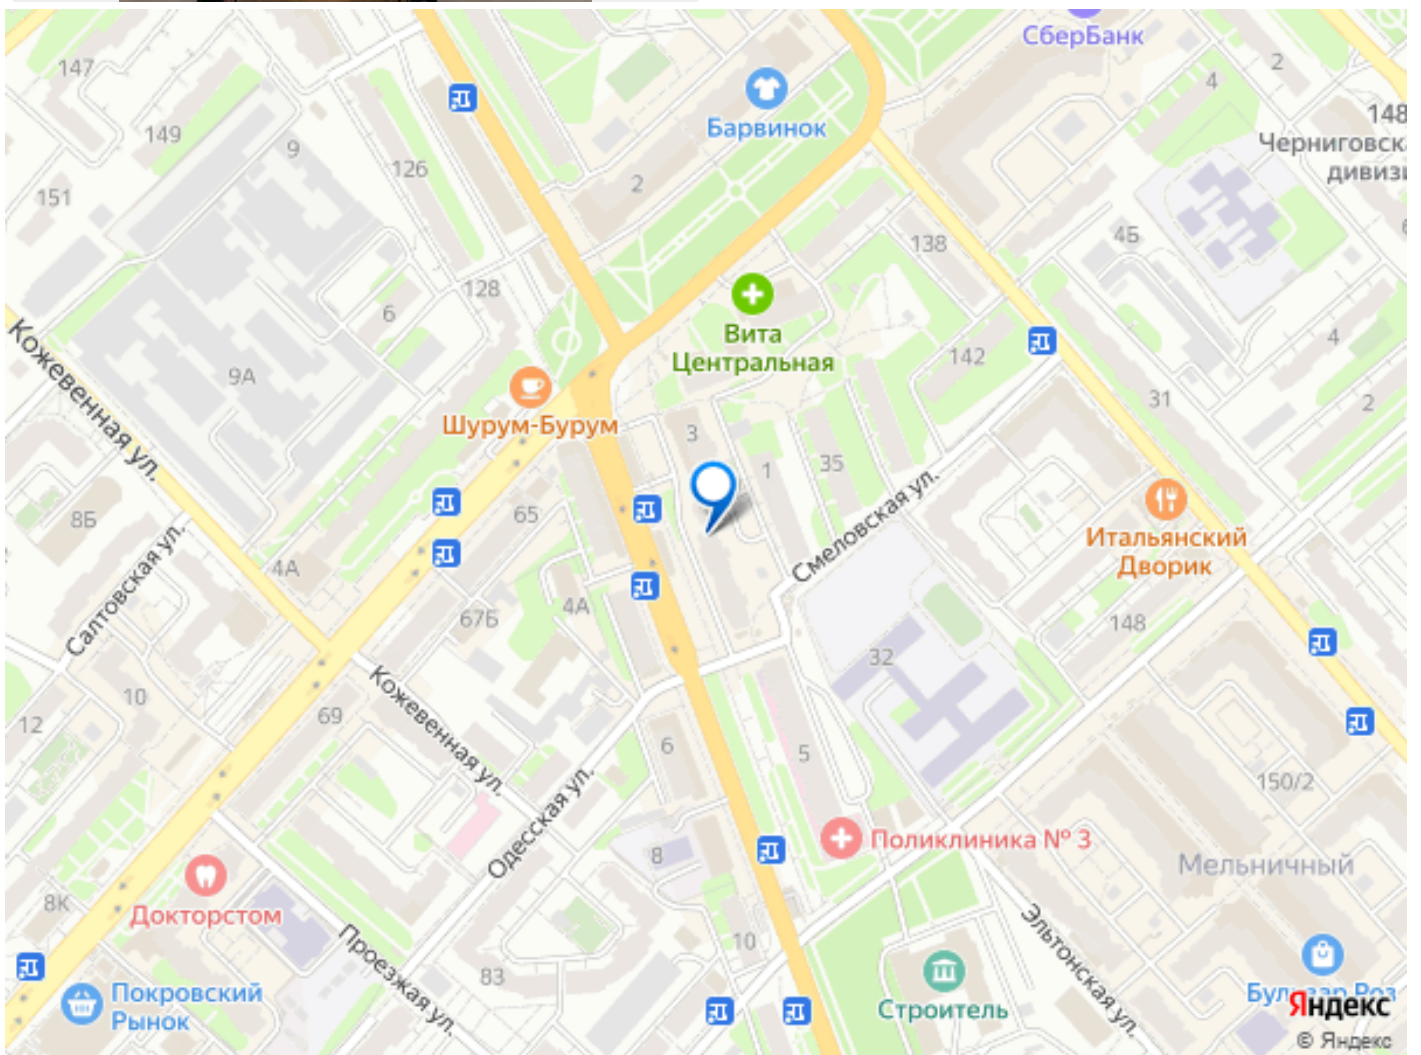 СберБанк
147
2
4
Барвинок
148
Черниговск
дивизи
149
9
126
151
2
138
4Б
6
128
Вита
Центральная
4
142
Кожевенная ул.
9А
Шурум-Бурум
31
2
3
1
35
Смеловская ул.
8Б
65
Итальянский
Дворик
Салтовская ул.
4А
4А
67Б
148
32
10
Кожевенная ул.
12
69
6
5
150/2
Одесская ул.
8
Поликлиника № 3
Мельничный
8К
Докторстом
10
Проезжая ул.
83
Эльтонская ул.
Покровский
Рынок
Строитель
Яндекс
© Яндекс